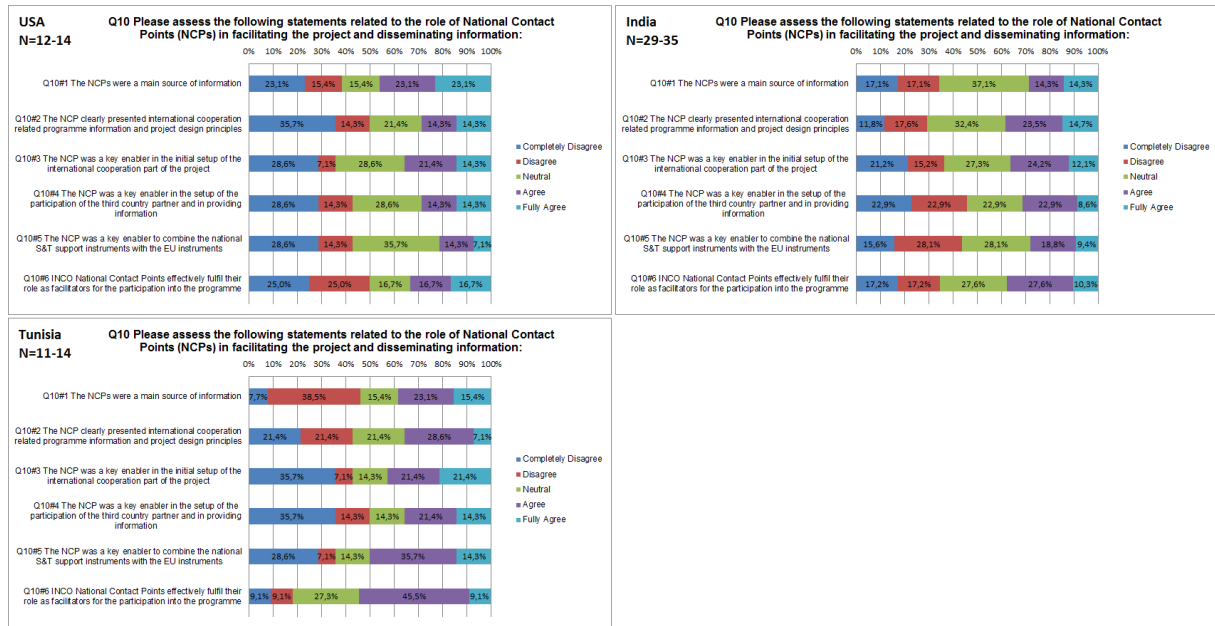 USA
N=12-14
Q10 Please assess the following statements related to the role of National Contact
Points (NCPs) in facilitating the project and disseminating information:
0% 10% 20% 30% 40% 50% 60% 70% 80% 90% 100%
Q10#1 The NCPs were a main source of information
23,1% 15,4% 15,4% 23,1% 23,1%
Q10#2 The NCP clearly presented international cooperation
related programme information and project design principles
35,7% 14,3% 21,4% 14,3% 14,3%
Q10#3 The NCP was a key enabler in the initial setup of the
international cooperation part of the project
28,6% 7,1% 28,6% 21,4% 14,3%
Q10#4 The NCP was a key enabler in the setup of the
participation of the third country partner and in providing
information
28,6% 14,3% 28,6% 14,3% 14,3%
Q10#5 The NCP was a key enabler to combine the national
S&T support instruments with the EU instruments
28,6% 14,3% 35,7% 14,3% 7,1%
Q10#6 INCO National Contact Points effectively fulfil their
role as facilitators for the participation into the programme
25,0% 25,0% 16,7% 16,7% 16,7%
Completely Disagree
Disagree
Neutral
Agree
Fully Agree
India
N=29-35
Q10 Please assess the following statements related to the role of National Contact
Points (NCPs) in facilitating the project and disseminating information:
0% 10% 20% 30% 40% 50% 60% 70% 80% 90% 100%
Q10#1 The NCPs were a main source of information
17,1% 17,1% 37,1% 14,3% 14,3%
Q10#2 The NCP clearly presented international cooperation
related programme information and project design principles
11,8% 17,6% 32,4% 23,5% 14,7%
Q10#3 The NCP was a key enabler in the initial setup of the
international cooperation part of the project
21,2% 15,2% 27,3% 24,2% 12,1%
Q10#4 The NCP was a key enabler in the setup of the
participation of the third country partner and in providing
information
22,9% 22,9% 22,9% 22,9% 8,6%
Q10#5 The NCP was a key enabler to combine the national
S&T support instruments with the EU instruments
15,6% 28,1% 28,1% 18,8% 9,4%
Q10#6 INCO National Contact Points effectively fulfil their
role as facilitators for the participation into the programme
17,2% 17,2% 27,6% 27,6% 10,3%
Completely Disagree
Disagree
Neutral
Agree
Fully Agree
Tunisia
N=11-14
Q10 Please assess the following statements related to the role of National Contact
Points (NCPs) in facilitating the project and disseminating information:
0% 10% 20% 30% 40% 50% 60% 70% 80% 90% 100%
Q10#1 The NCPs were a main source of information
7,7% 38,5% 15,4% 23,1% 15,4%
Q10#2 The NCP clearly presented international cooperation
related programme information and project design principles
21,4% 21,4% 21,4% 28,6% 7,1%
Q10#3 The NCP was a key enabler in the initial setup of the
international cooperation part of the project
35,7% 7,1% 14,3% 21,4% 21,4%
Q10#4 The NCP was a key enabler in the setup of the
participation of the third country partner and in providing
information
35,7% 14,3% 14,3% 21,4% 14,3%
Q10#5 The NCP was a key enabler to combine the national
S&T support instruments with the EU instruments
28,6% 7,1% 14,3% 35,7% 14,3%
Q10#6 INCO National Contact Points effectively fulfil their
role as facilitators for the participation into the programme
9,1% 9,1% 27,3% 45,5% 9,1%
Completely Disagree
Disagree
Neutral
Agree
Fully Agree